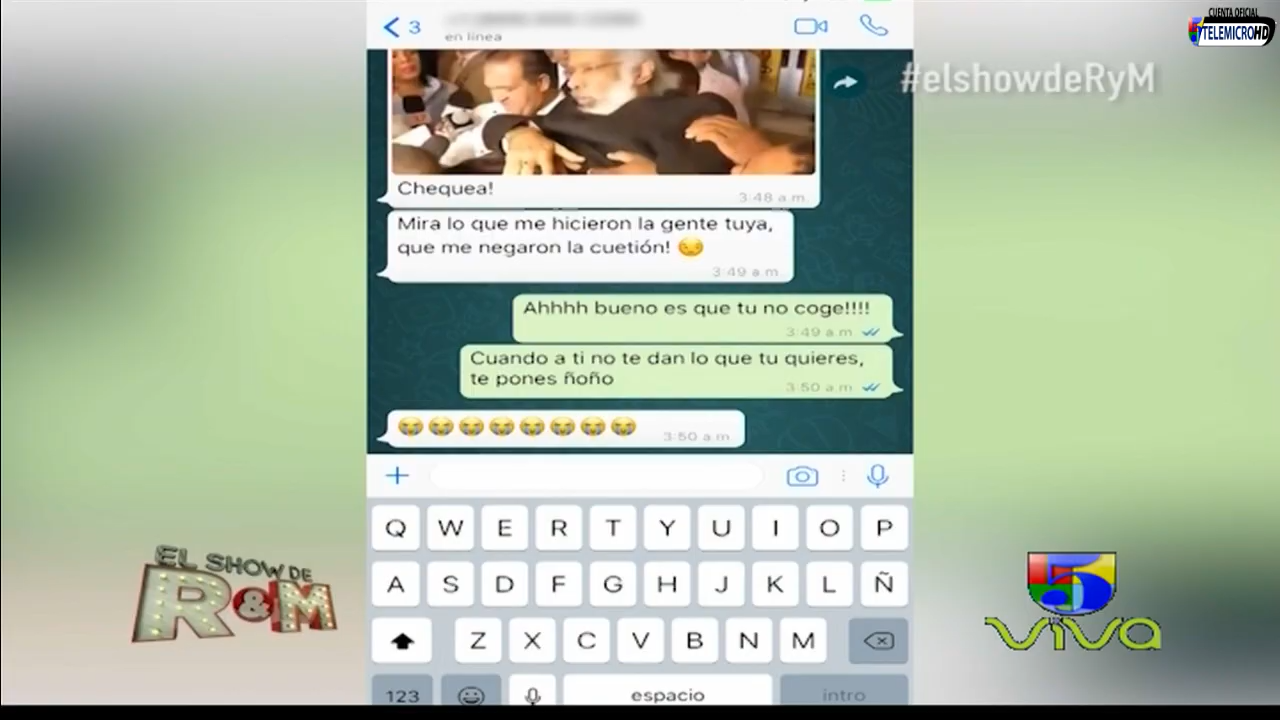 CUENTA OFICIAL
5 TELEMICROHD
#elshowdeRyM
3
en línea
Chequea!
3:48 a.m.
Mira lo que me hicieron la gente tuya,
que me negaron la cuetión!
3:49 a.m.
Ahhhh bueno es que tu no coge!!!!
3:49 a.m.
Cuando a ti no te dan lo que tu quieres,
te pones ñoño
3:50 a.m.
3:50 a.m.
Q W E R T Y U I O P
A S D F G H J K L Ñ
Z X C V B N M
123 espacio intro
EL SHOW DE
R&M
5
ViVa